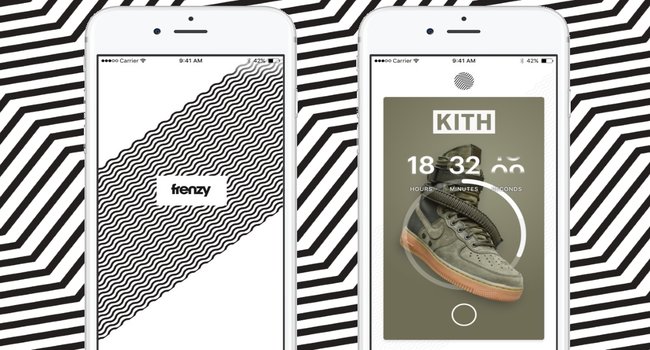 Carrier 9:41 AM 42%
frenzy
Carrier 9:41 AM 42%
KITH
18 32
HOURS MINUTES SECONDS